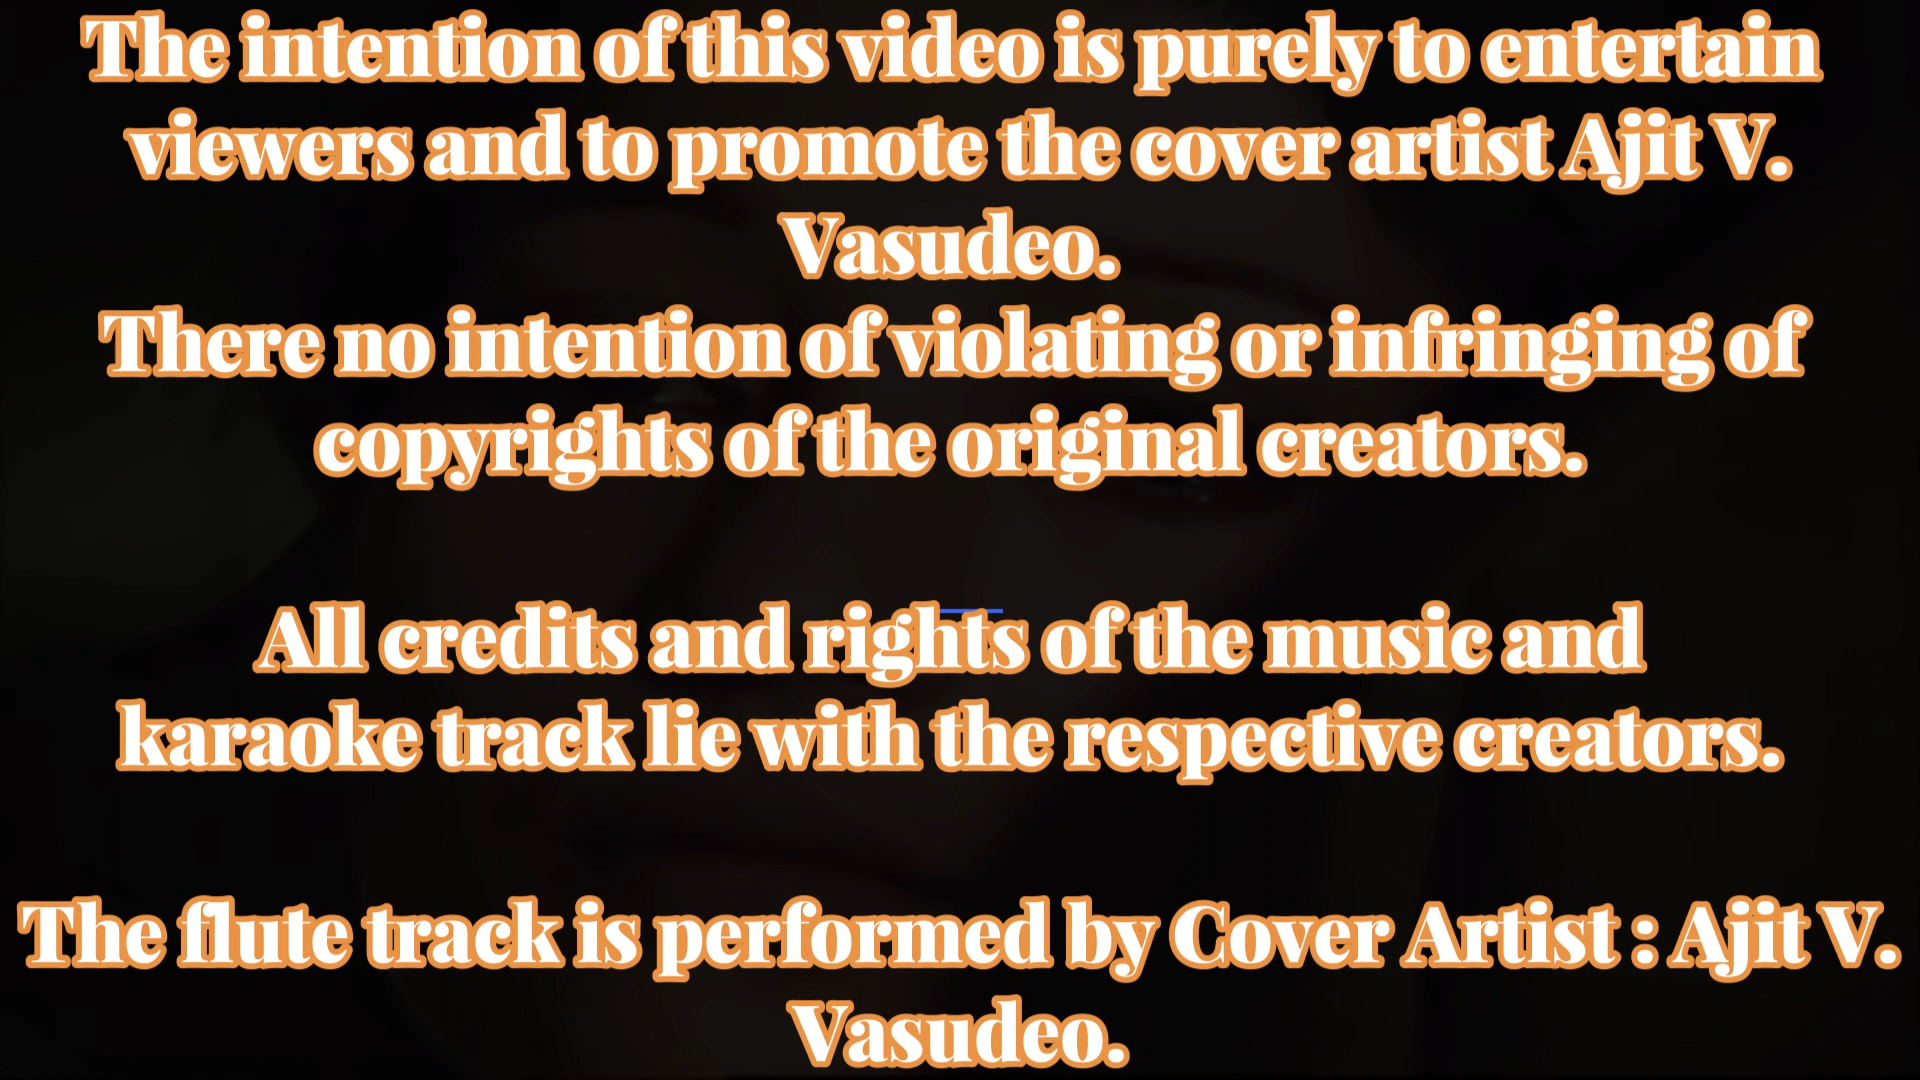 The intention of this video is purely to entertain
viewers and to promote the cover artist Ajit V.
Vasudeo.
There no intention of violating or infringing of
copyrights of the original creators.
All credits and rights of the music and
karaoke track lie with the respective creators.
The flute track is performed by Cover Artist : Ajit V.
Vasudeo.